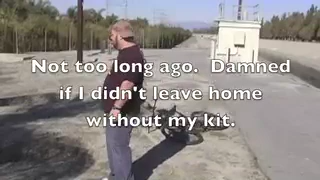 Not too long ago.  Damned
if I didn't leave home
without my kit.